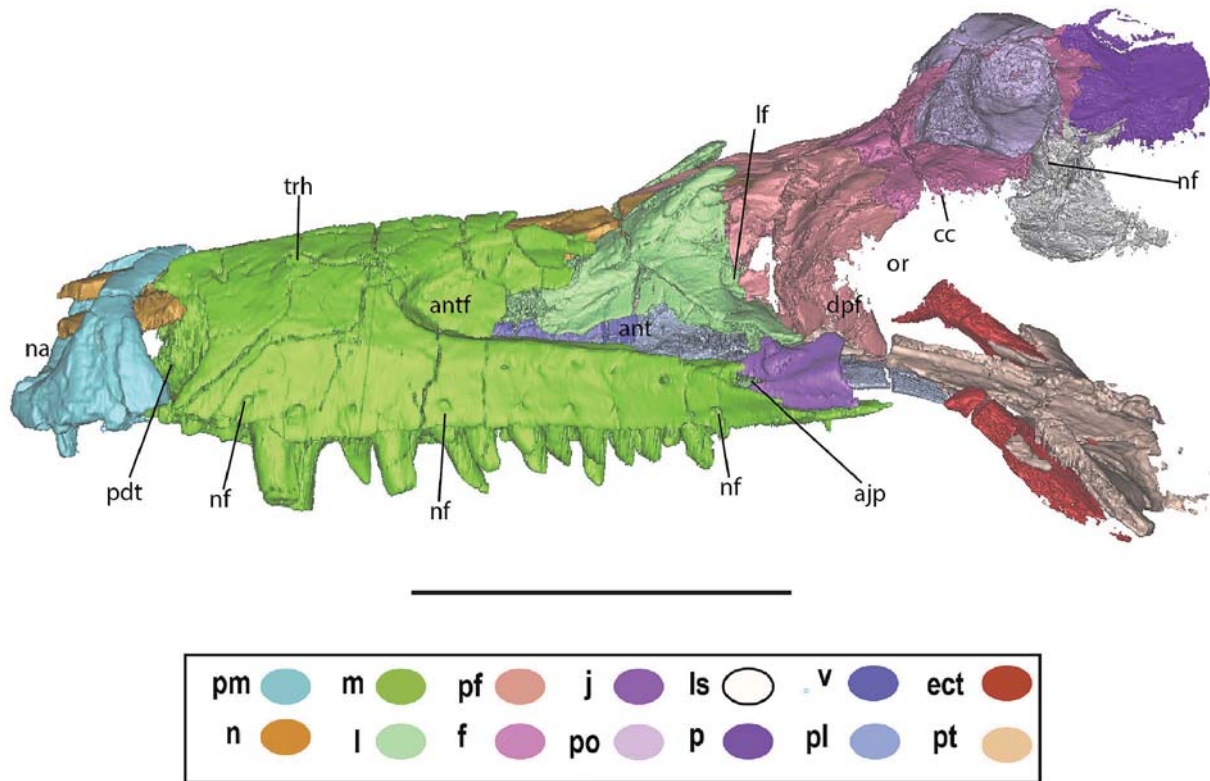 lf
trh
nf
cc
or
antf
dpf
na
ant
pdt
nf
nf
nf
ajp
pm m pf j ls v ect
n l f po p pl pt